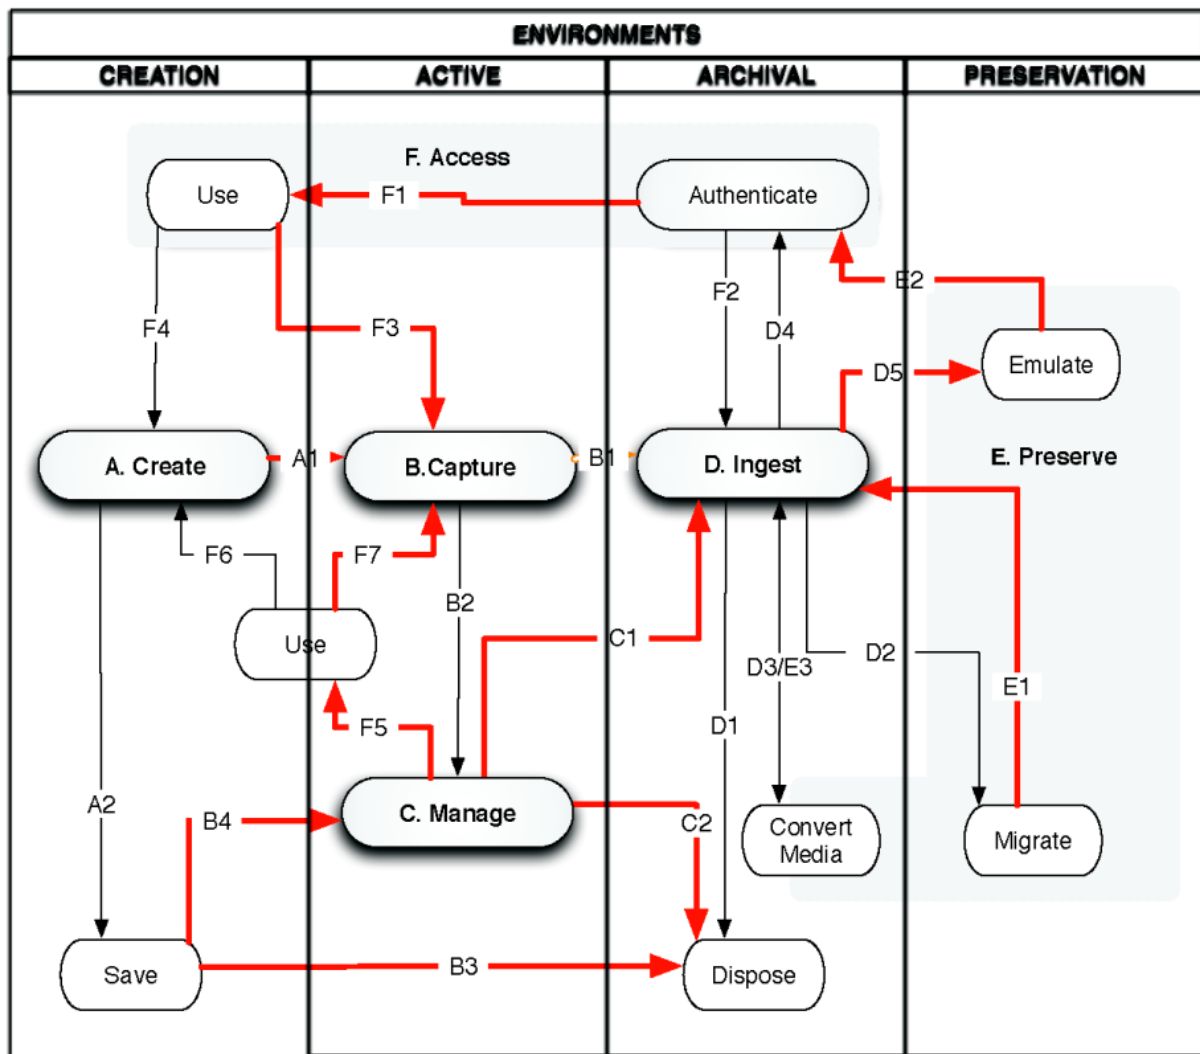 ENVIRONMENTS
CREATION
ACTIVE
ARCHIVAL
PRESERVATION
F. Access
Use
F1
Authenticate
E2
F2
F4
F3
D4
D5
Emulate
A. Create
A1
B.Capture
B1
D. Ingest
E. Preserve
F6
F7
B2
Use
C1
D3/E3
D2
E1
F5
D1
A2
B4
C. Manage
C2
Convert
Media
Migrate
Save
B3
Dispose